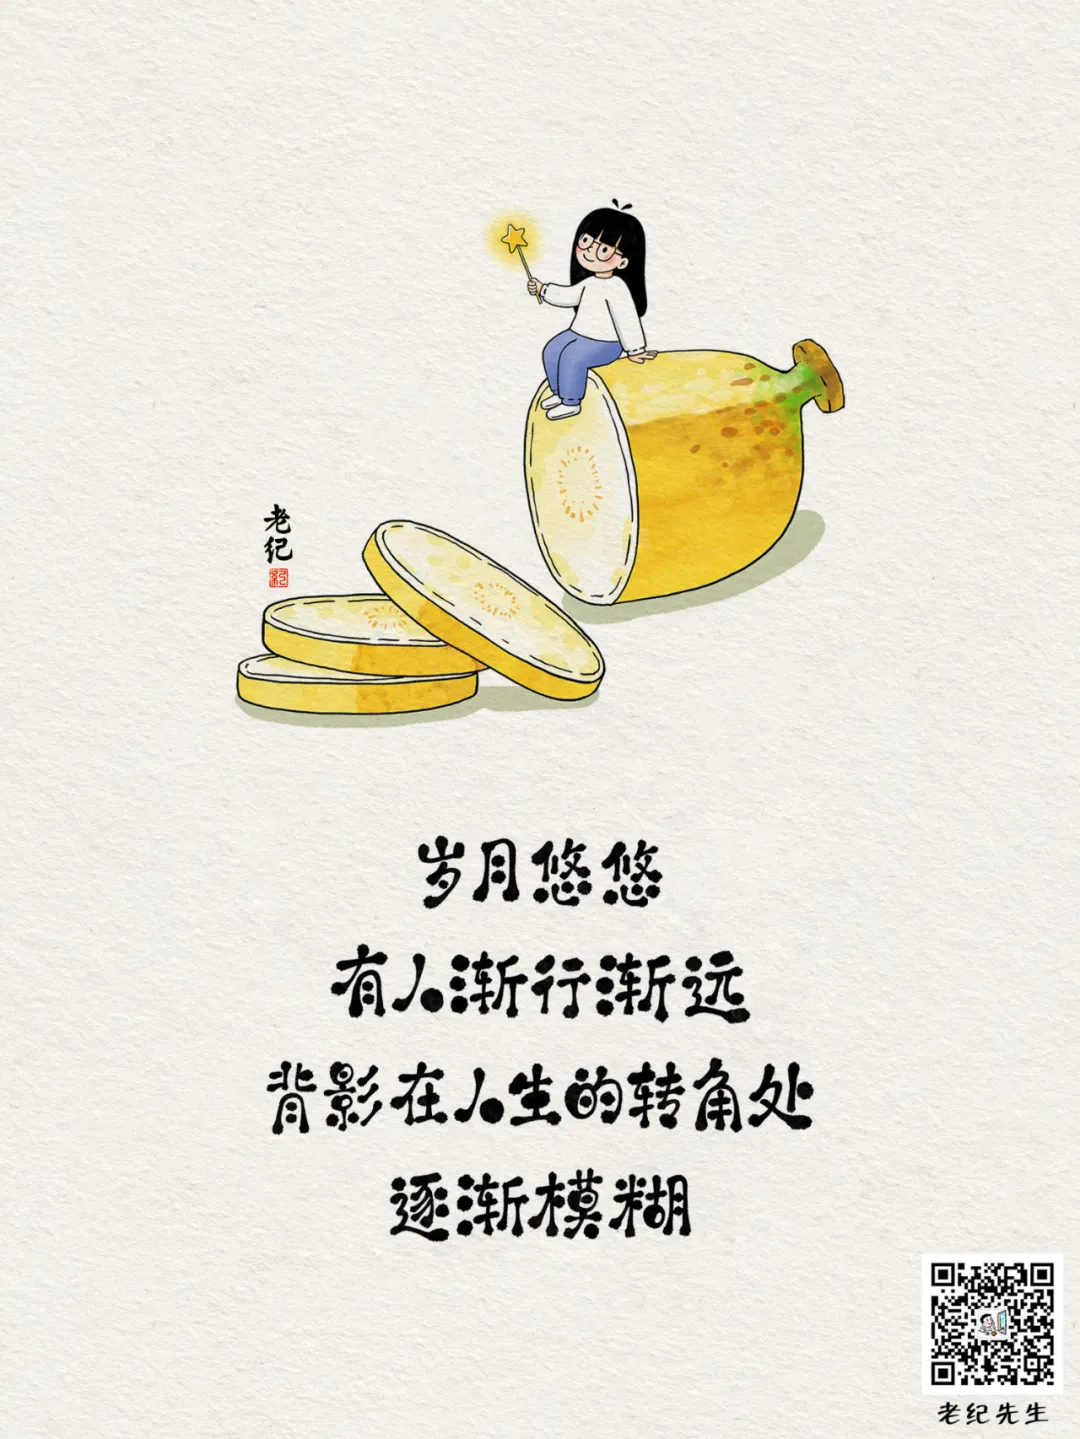 老纪
紀
岁月悠悠
有人渐行渐远
背影在人生的转角处
逐渐模糊
老纪先生